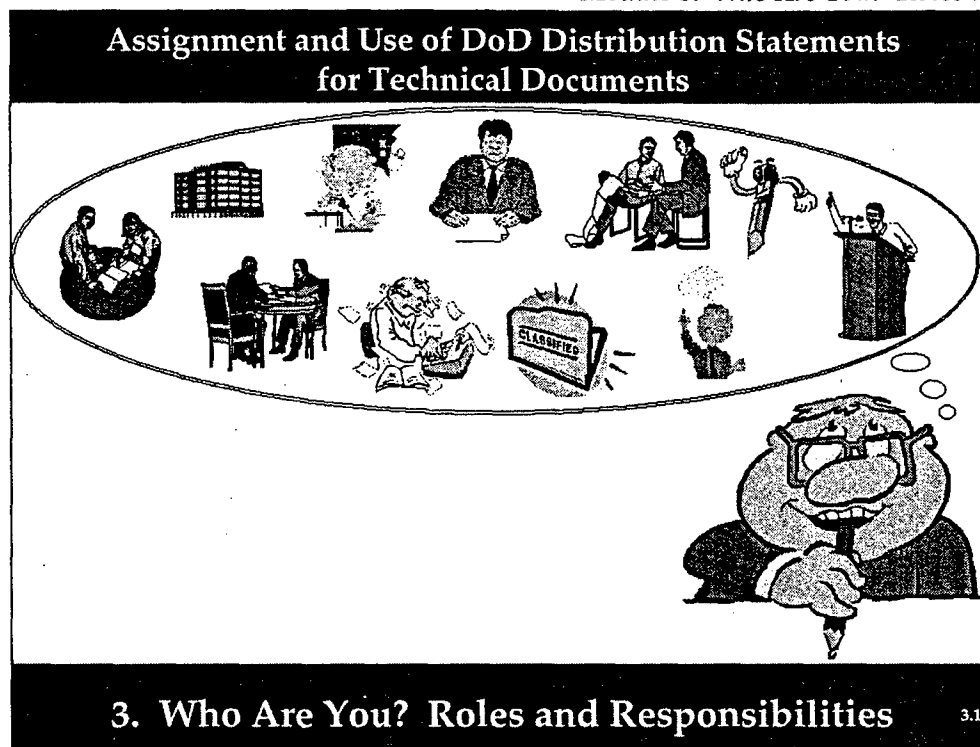 Assignment and Use of DoD Distribution Statements
for Technical Documents
CLASSIFIED
3. Who Are You? Roles and Responsibilities
3.1